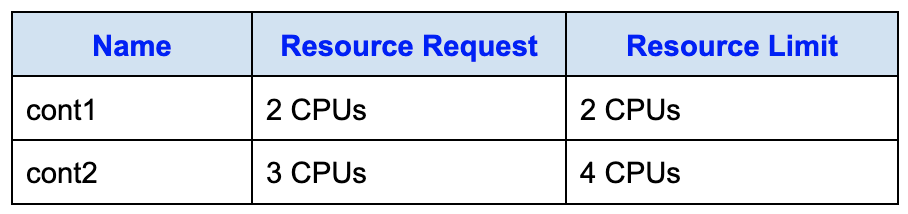 Name Resource Request Resource Limit
cont1 2 CPUs 2 CPUs
cont2 3 CPUs 4 CPUs